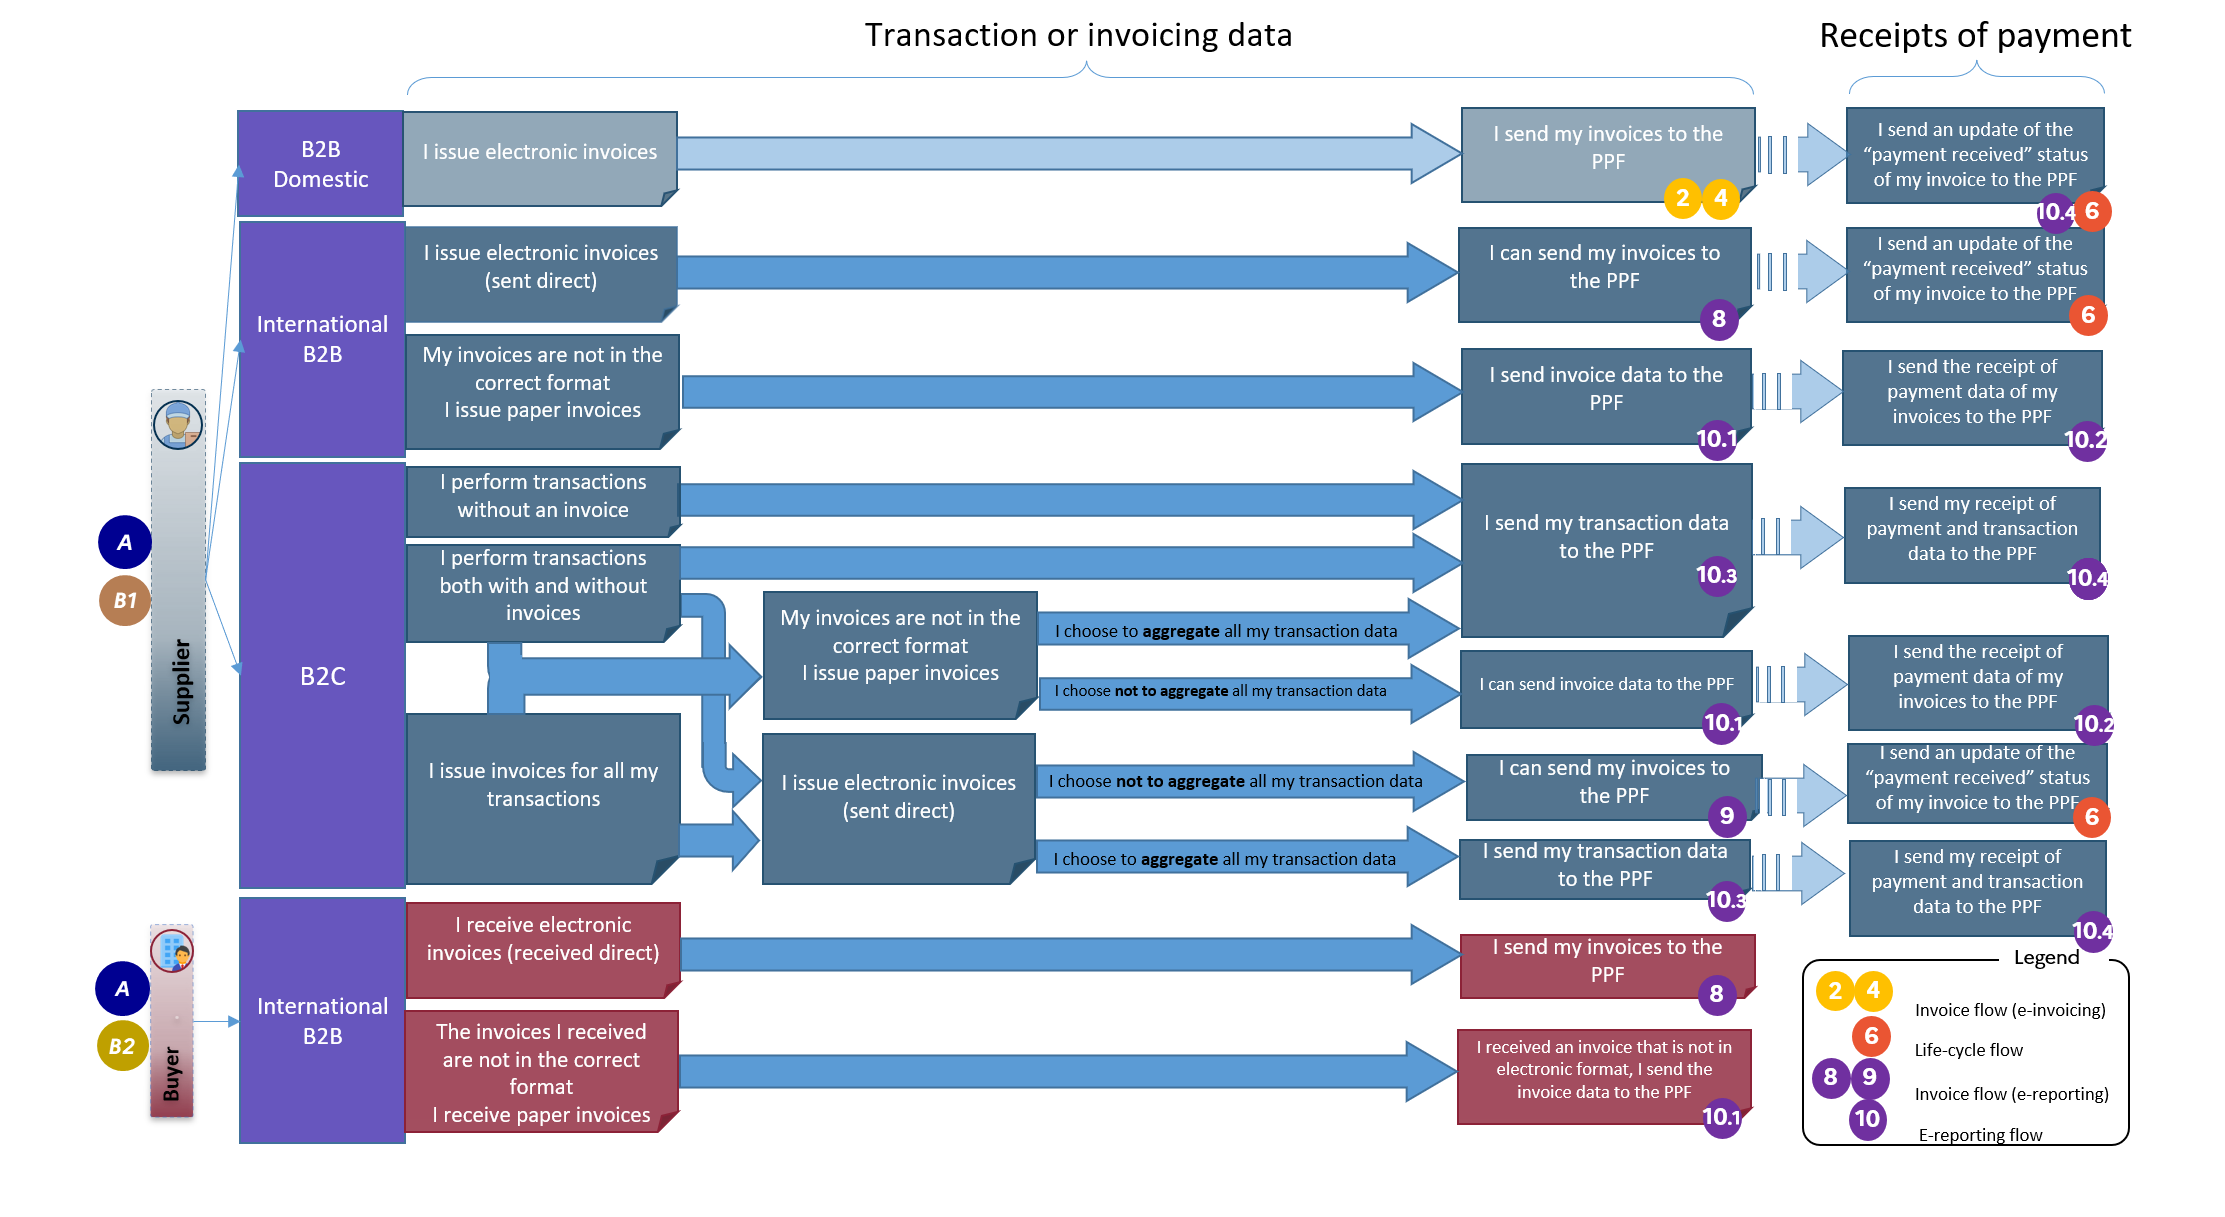 Transaction or invoicing data
Receipts of payment
B2B
Domestic
I issue electronic invoices
I send my invoices to the
PPF
2 4
I send an update of the
“payment received” status
of my invoice to the PPF
10.4 6
International
B2B
I issue electronic invoices
(sent direct)
I can send my invoices to
the PPF
8
I send an update of the
“payment received” status
of my invoice to the PPF
6
My invoices are not in the
correct format
I issue paper invoices
I send invoice data to the
PPF
10.1
I send the receipt of
payment data of my
invoices to the PPF
10.2
Supplier
A
B1
B2C
I perform transactions
without an invoice
I perform transactions
both with and without
invoices
I send my transaction data
to the PPF
10.3
I send my receipt of
payment and transaction
data to the PPF
10.4
My invoices are not in the
correct format
I issue paper invoices
I choose to aggregate all my transaction data
I choose not to aggregate all my transaction data
I can send invoice data to the PPF
10.1
I send the receipt of
payment data of my
invoices to the PPF
10.2
I issue invoices for all my
transactions
I issue electronic invoices
(sent direct)
I choose not to aggregate all my transaction data
I can send my invoices to
the PPF
9
I send an update of the
“payment received” status
of my invoice to the PPF
6
I choose to aggregate all my transaction data
I send my transaction data
to the PPF
10.3
I send my receipt of
payment and transaction
data to the PPF
10.4
Buyer
A
B2
International
B2B
I receive electronic
invoices (received direct)
I send my invoices to the
PPF
8
The invoices I received
are not in the correct
format
I receive paper invoices
I received an invoice that is not in
electronic format, I send the
invoice data to the PPF
10.1
Legend
2 4 Invoice flow (e-invoicing)
6 Life-cycle flow
8 9 Invoice flow (e-reporting)
10 E-reporting flow